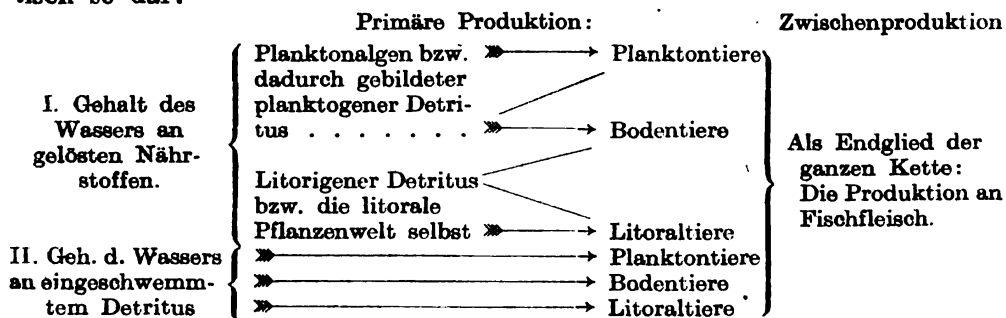 tisch so dar:
Primäre Produktion: Zwischenproduktion
I. Gehalt des
Wassers an
gelösten Nähr-
stoffen.
Planktonalgen bzw.
dadurch gebildeter
planktogener Detri-
tus . . . . . . .
Litorigener Detritus
bzw. die litorale
Pflanzenwelt selbst
Planktontiere
Bodentiere
Litoraltiere
II. Geh. d. Wassers
an eingeschwemm-
tem Detritus
Planktontiere
Bodentiere
Litoraltiere
Als Endglied der
ganzen Kette:
Die Produktion an
Fischfleisch.